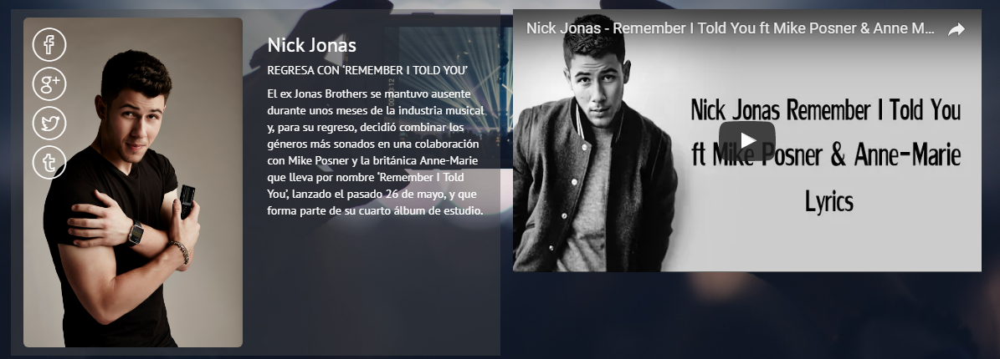 Nick Jonas
REGRESA CON ‘REMEMBER I TOLD YOU’
El ex Jonas Brothers se mantuvo ausente
durante unos meses de la industria musical
y, para su regreso, decidió combinar los
géneros más sonados en una colaboración
con Mike Posner y la británica Anne-Marie
que lleva por nombre ‘Remember I Told
You’, lanzado el pasado 26 de mayo, y que
forma parte de su cuarto álbum de estudio.
Nick Jonas - Remember I Told You ft Mike Posner & Anne M...
Nick Jonas Remember I Told You
ft Mike Posner & Anne-Marie
Lyrics